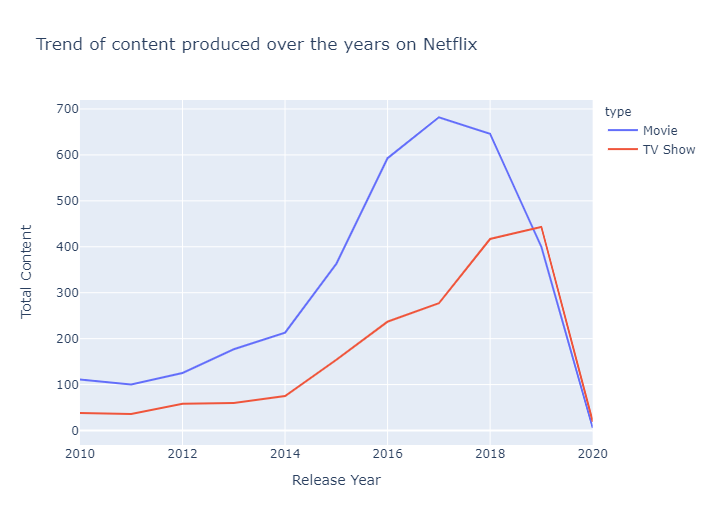 Trend of content produced over the years on Netflix
type
Movie
TV Show
700
600
500
400
300
200
100
0
Total Content
2010 2012 2014 2016 2018 2020
Release Year